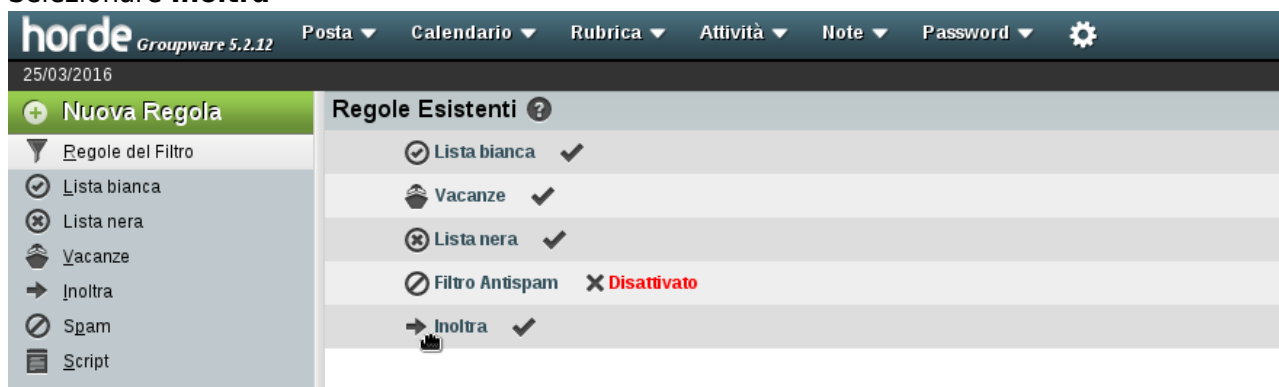 Selezionare Inoltra
horde Groupware 5.2.12 Posta Calendario Rubrica Attività Note Password
25/03/2016
Nuova Regola
Regole del Filtro
Lista bianca
Lista nera
Vacanze
Inoltra
Spam
Script
Regole Esistenti ?
Lista bianca
Vacanze
Lista nera
Filtro Antispam Disattivato
Inoltra